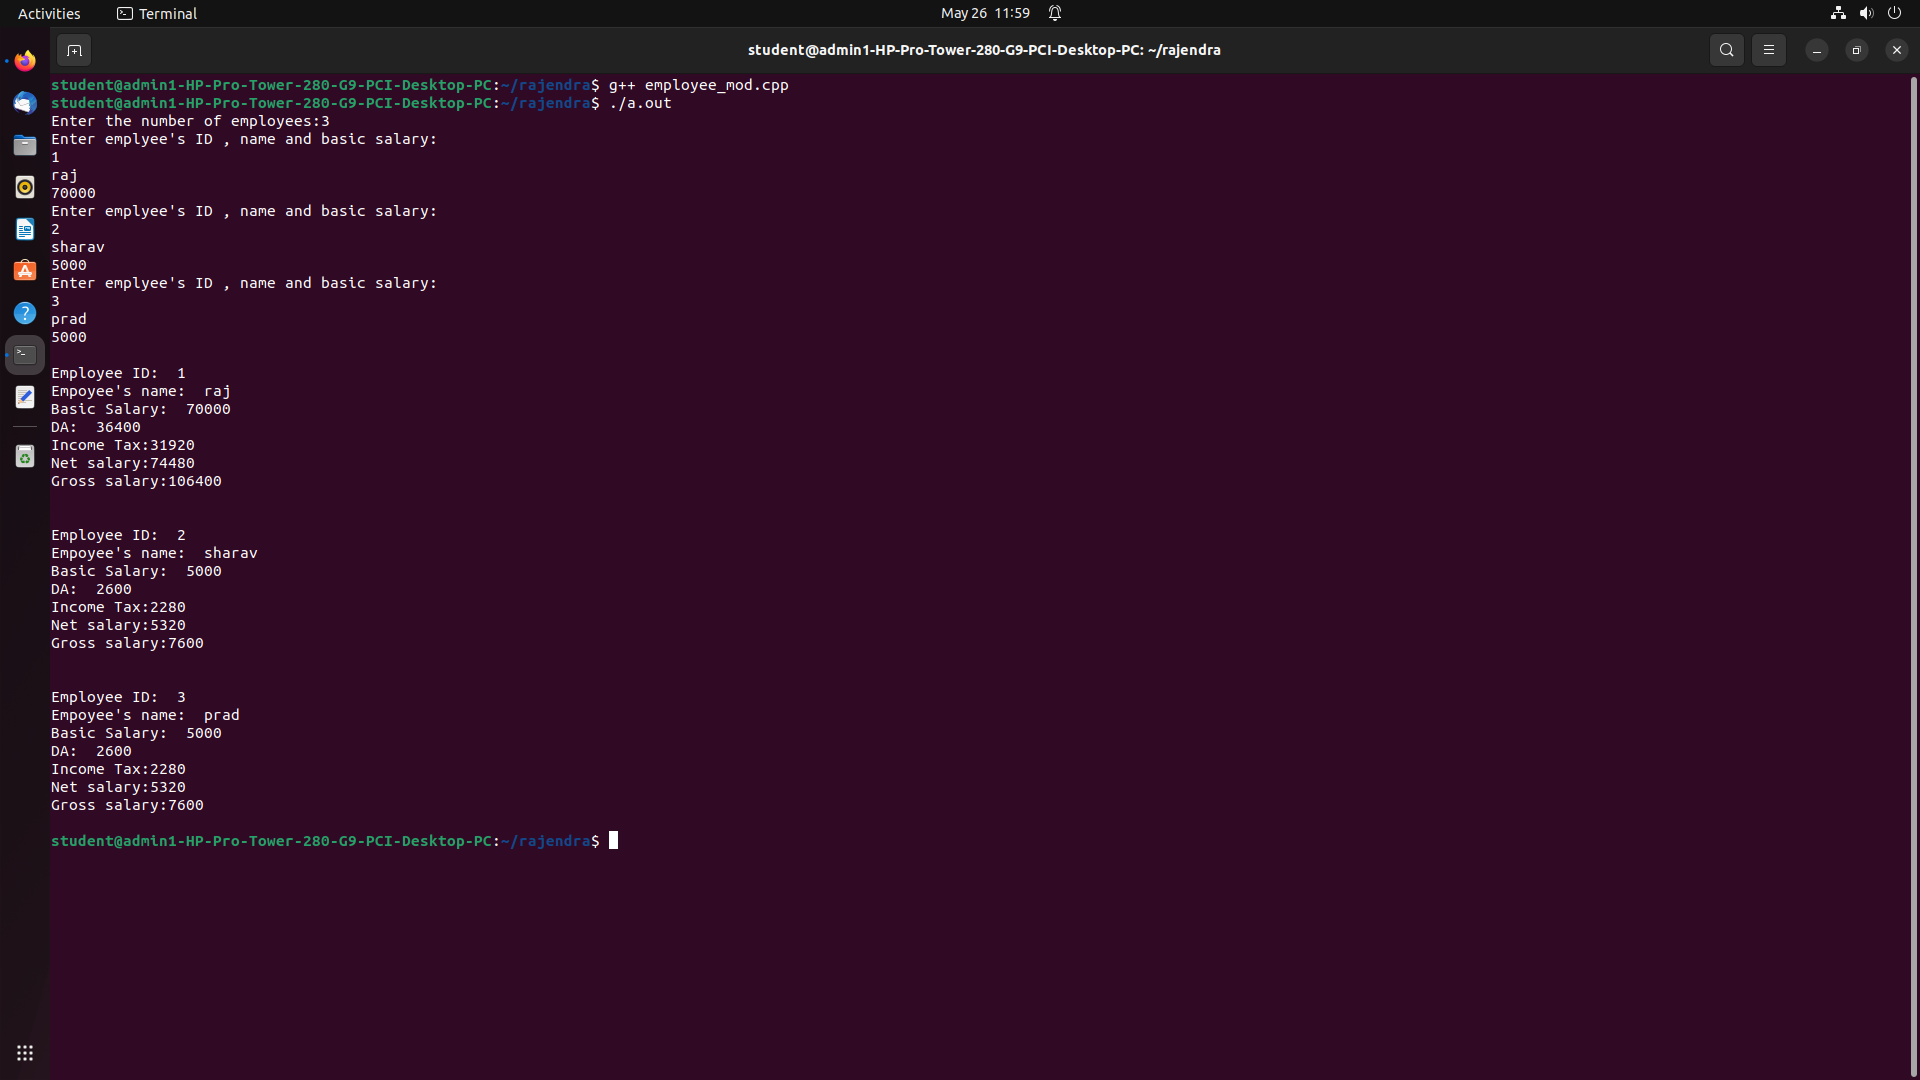 Activities Terminal May 26 11:59
student@admin1-HP-Pro-Tower-280-G9-PCI-Desktop-PC: ~/rajendra
student@admin1-HP-Pro-Tower-280-G9-PCI-Desktop-PC:~/rajendra$ g++ employee_mod.cpp
student@admin1-HP-Pro-Tower-280-G9-PCI-Desktop-PC:~/rajendra$ ./a.out
Enter the number of employees:3
Enter emplyee's ID , name and basic salary:
1
raj
70000
Enter emplyee's ID , name and basic salary:
2
sharav
5000
Enter emplyee's ID , name and basic salary:
3
prad
5000
Employee ID:  1
Empoyee's name:  raj
Basic Salary:  70000
DA:  36400
Income Tax:31920
Net salary:74480
Gross salary:106400
Employee ID:  2
Empoyee's name:  sharav
Basic Salary:  5000
DA:  2600
Income Tax:2280
Net salary:5320
Gross salary:7600
Employee ID:  3
Empoyee's name:  prad
Basic Salary:  5000
DA:  2600
Income Tax:2280
Net salary:5320
Gross salary:7600
student@admin1-HP-Pro-Tower-280-G9-PCI-Desktop-PC:~/rajendra$